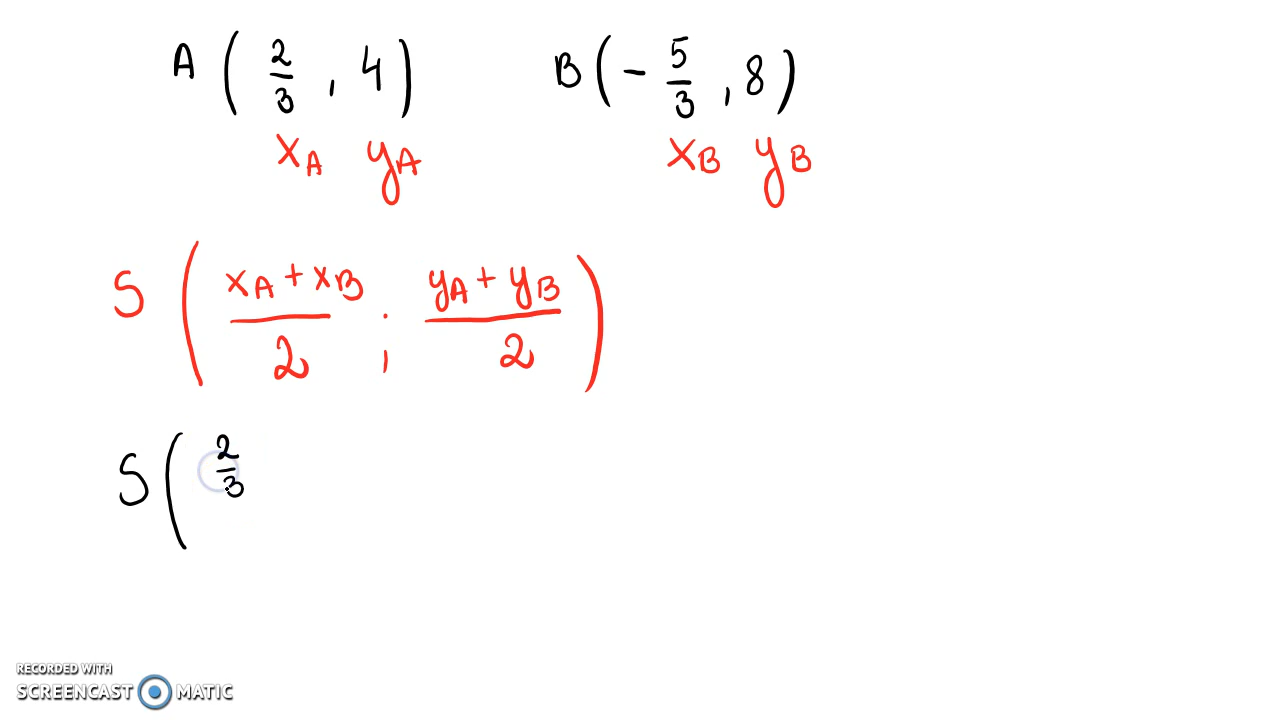 A ( 2/3 , 4 ) B ( - 5/3 , 8 )
xA yA xB yB
S ( xA + xB / 2 ; yA + yB / 2 )
S ( 2/3
RECORDED WITH
SCREENCAST MATIC